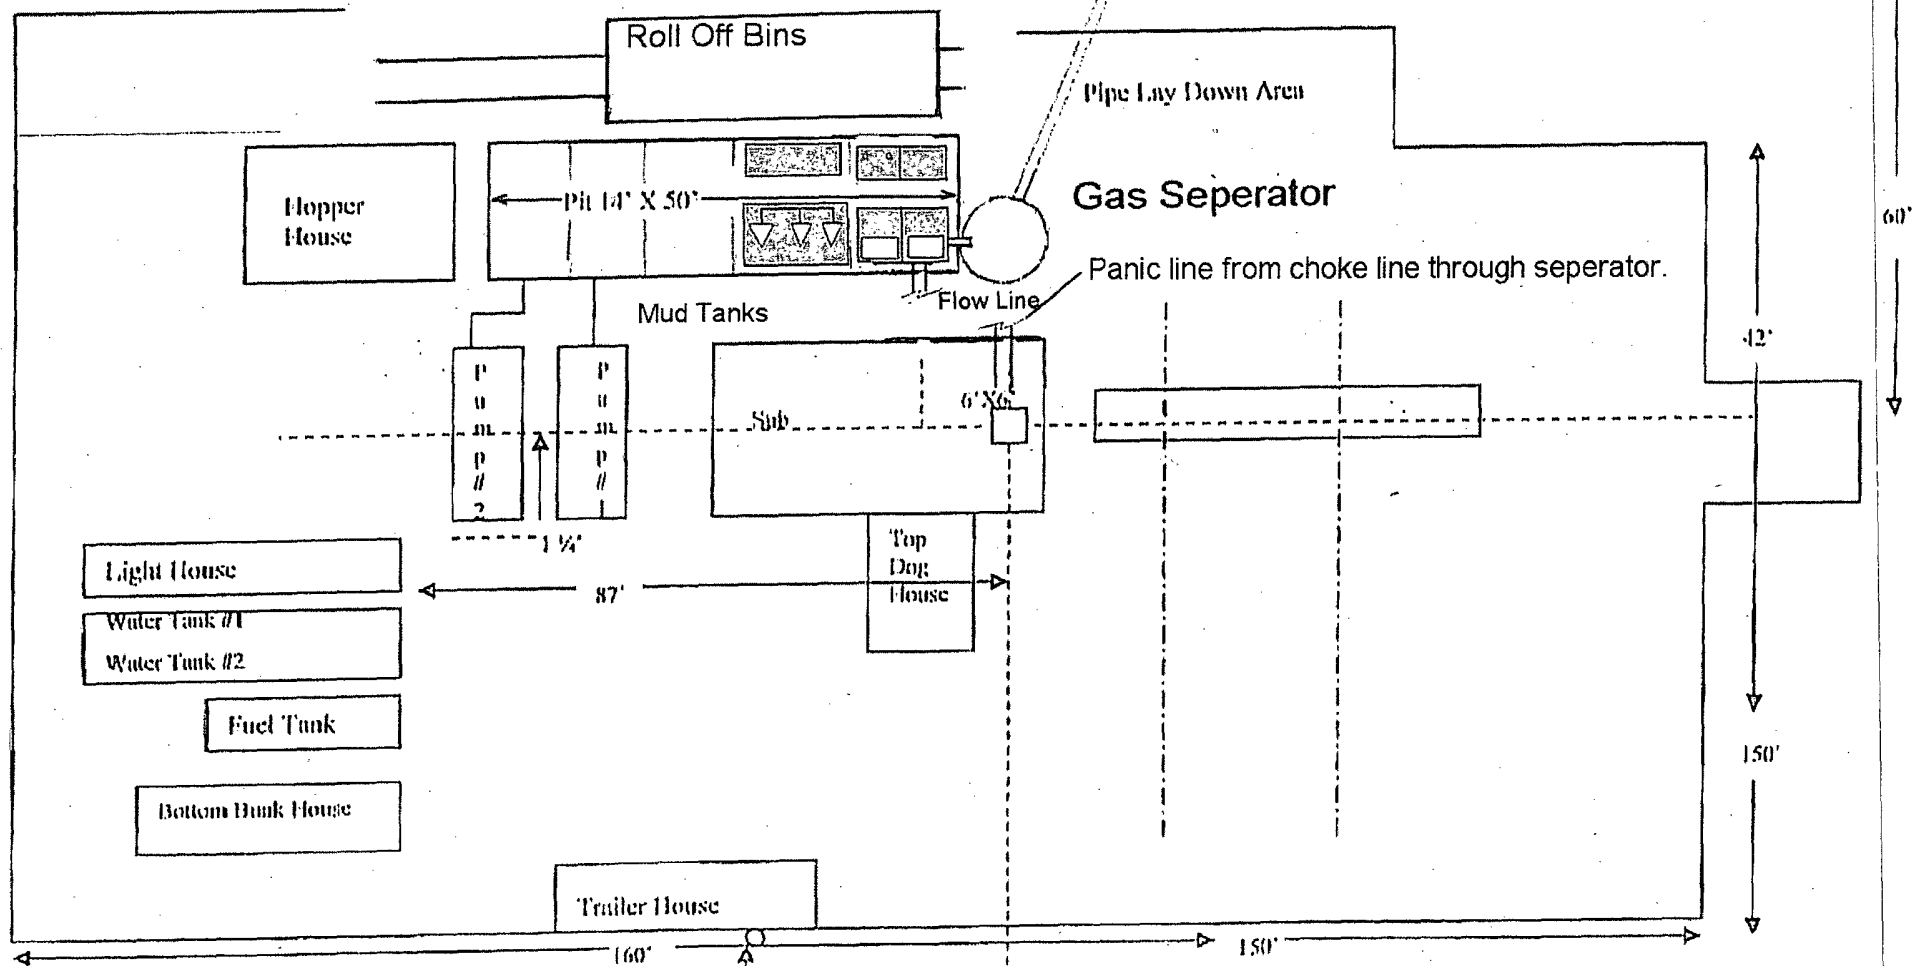 Roll Off Bins
Pipe Lay Down Area
Hopper
House
Pit 14' X 50'
Gas Seperator
60'
Panic line from choke line through seperator.
Flow Line
Mud Tanks
42'
P
u
m
p
#
2
P
u
m
p
#
1
Sub
6'X6'
1 ¼'
Light House
87'
Top
Dog
House
Water Tank #1
Water Tank #2
Fuel Tank
150'
Bottom Bunk House
Trailer House
160'
150'